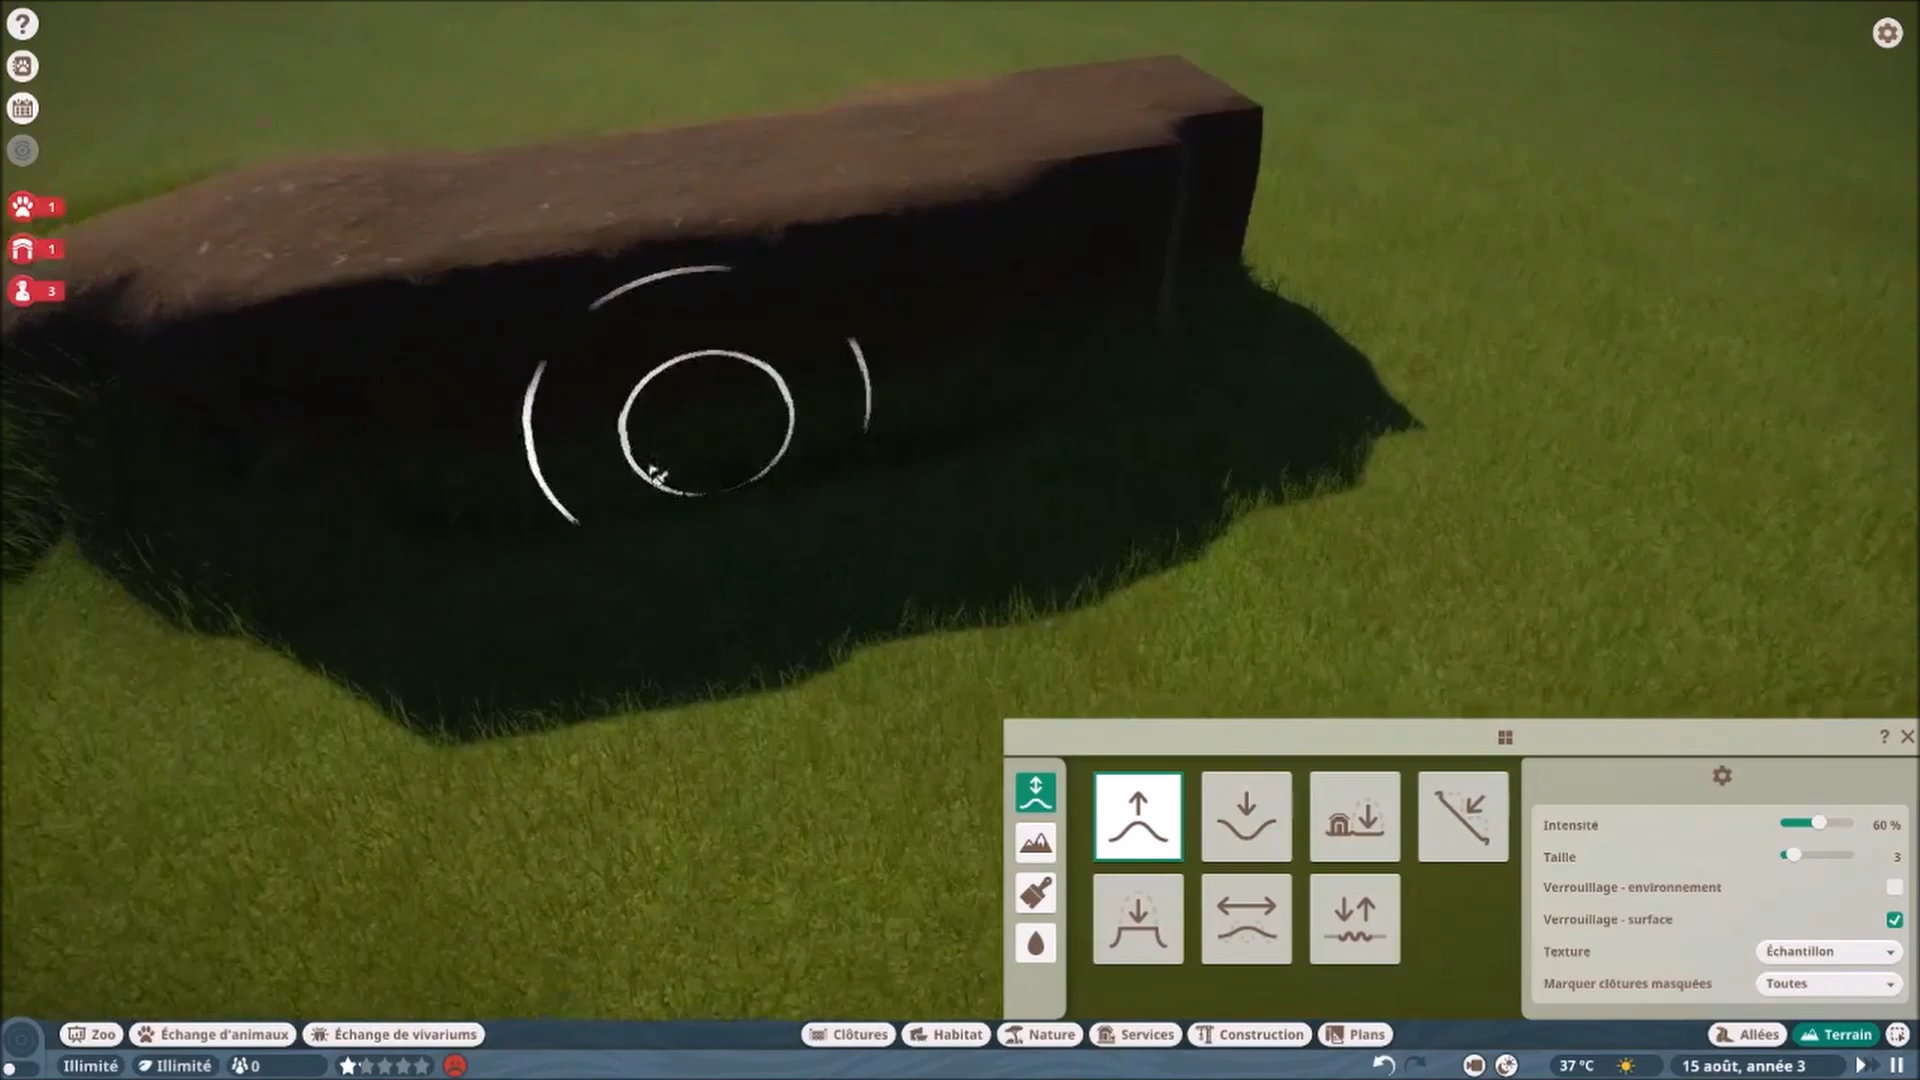 ?
1
1
3
? ×
Intensité 60 %
Taille 3
Verrouillage - environnement
Verrouillage - surface
Texture Échantillon
Marquer clôtures masquées Toutes
Zoo Échange d'animaux Échange de vivariums Clôtures Habitat Nature Services Construction Plans Allées Terrain
Illimité Illimité 0 37 °C 15 août, année 3